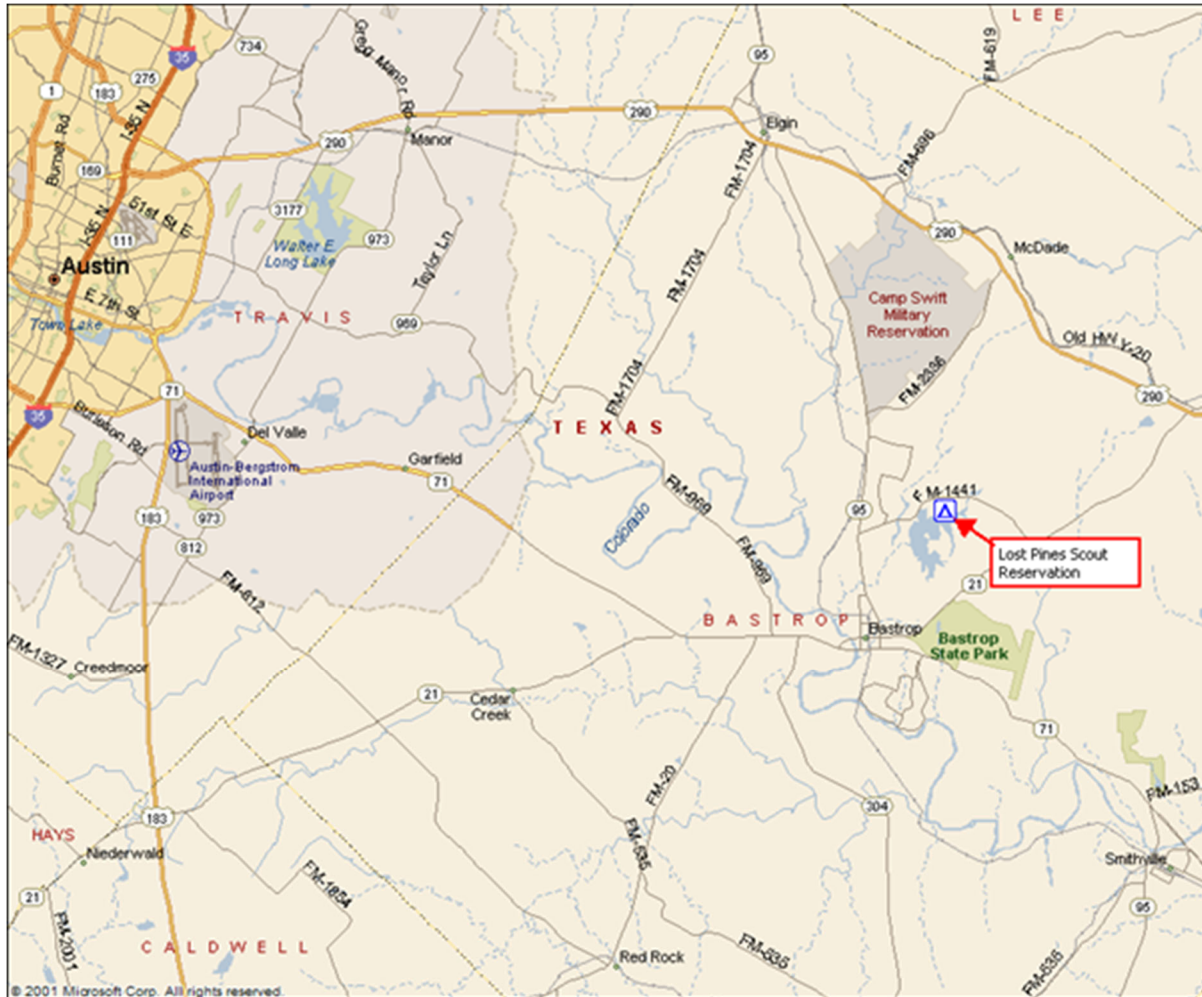 LEE
FM-619
95
35
734
Gregg Manor Rd
275
1
183
I-35 N
290
290
Elgin
Manor
Burnet Rd
FM-696
169
FM-1704
51st St E
3177
290
111
973
I-35 N
Walter E
Long Lake
McDade
Austin
Taylor Ln
FM-1704
E 7th St
Camp Swift
Military
Reservation
Town Lake
TRAVIS
969
Old HWY-20
FM-2336
FM-1704
71
290
35
Burleson Rd
TEXAS
Del Valle
Garfield
Austin-Bergstrom
International
Airport
71
FM-969
FM-1441
183
973
95
Colorado
812
Lost Pines Scout
Reservation
FM-969
21
FM-812
BASTROP
Bastrop
Bastrop
State Park
FM-1327
Creedmoor
21
Cedar
Creek
71
FM-20
FM-153
304
183
HAYS
FM-535
Niederwald
Smithville
21
FM-1854
95
FM-2001
CALDWELL
Red Rock
FM-535
FM-535
© 2001 Microsoft Corp. All rights reserved.